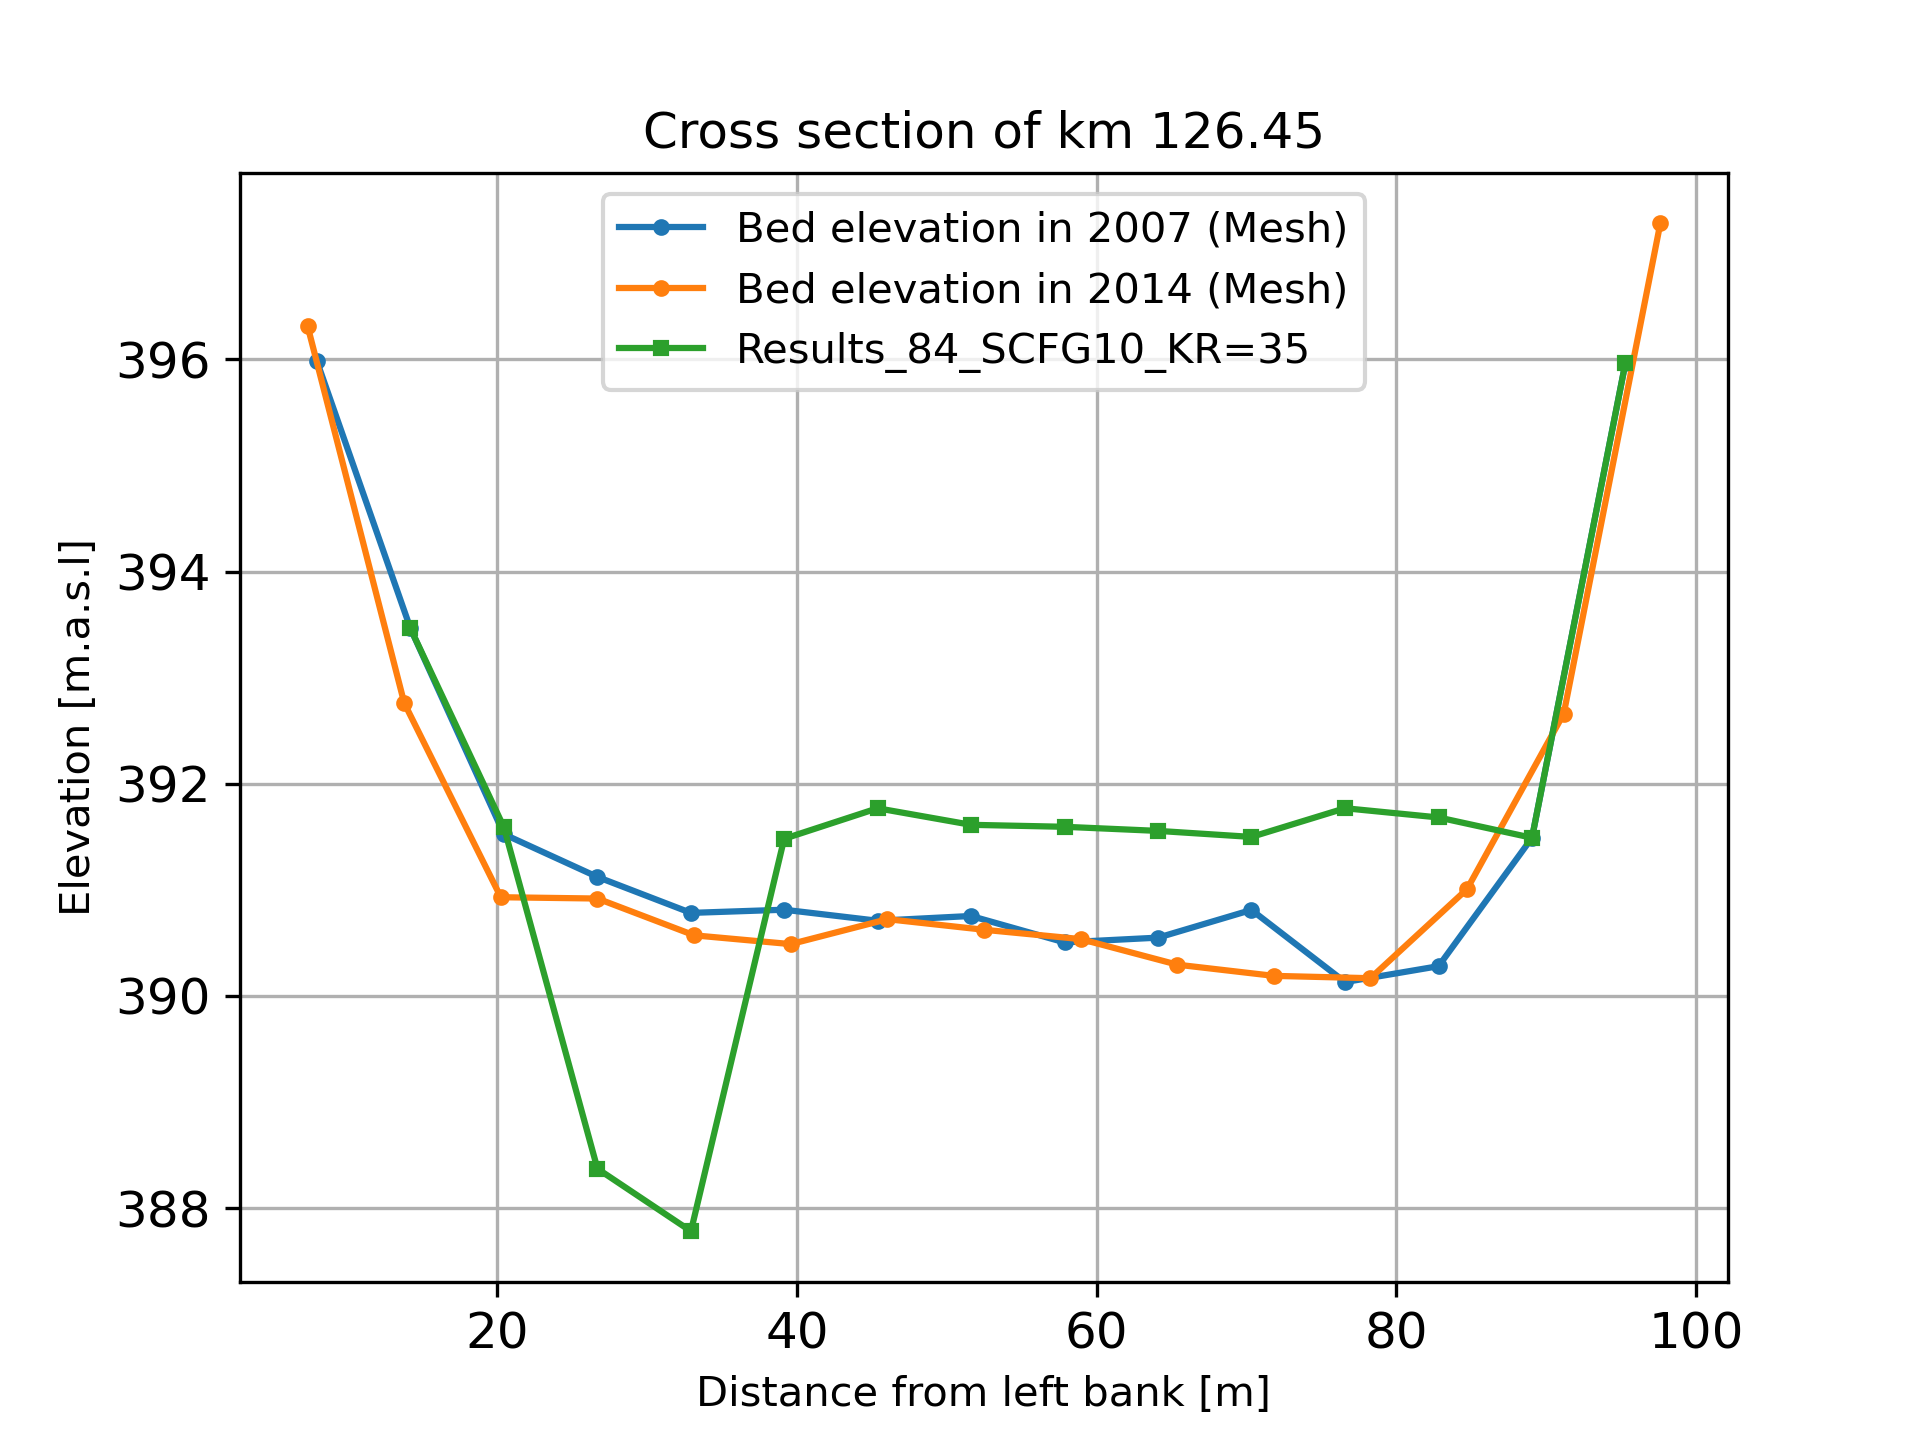 Cross section of km 126.45
Bed elevation in 2007 (Mesh)
Bed elevation in 2014 (Mesh)
Results_84_SCFG10_KR=35
396
394
392
390
388
Elevation [m.a.s.l]
20 40 60 80 100
Distance from left bank [m]